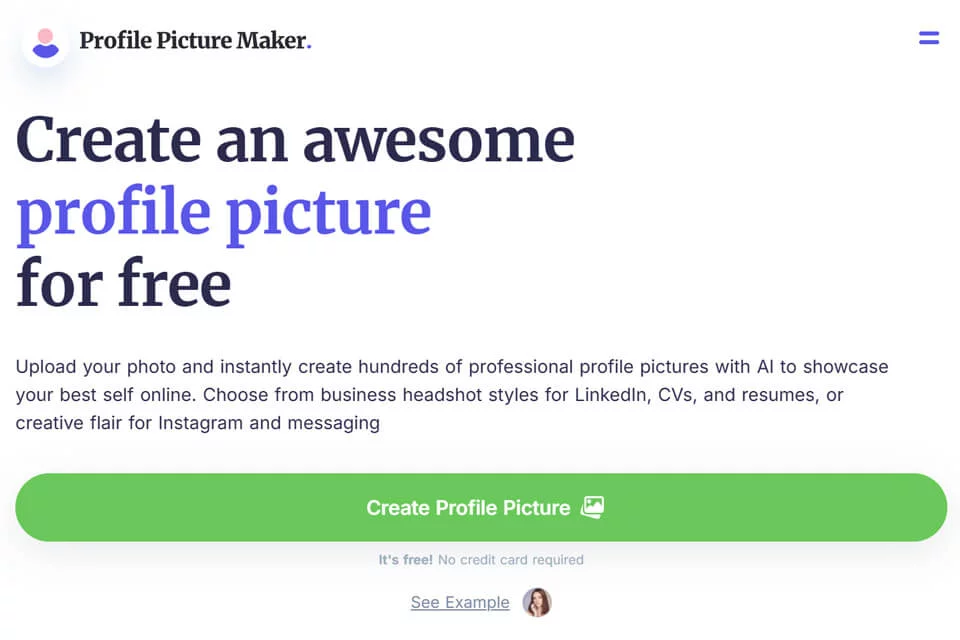 Profile Picture Maker.
Create an awesome
profile picture
for free
Upload your photo and instantly create hundreds of professional profile pictures with AI to showcase
your best self online. Choose from business headshot styles for LinkedIn, CVs, and resumes, or
creative flair for Instagram and messaging
Create Profile Picture
It's free! No credit card required
See Example